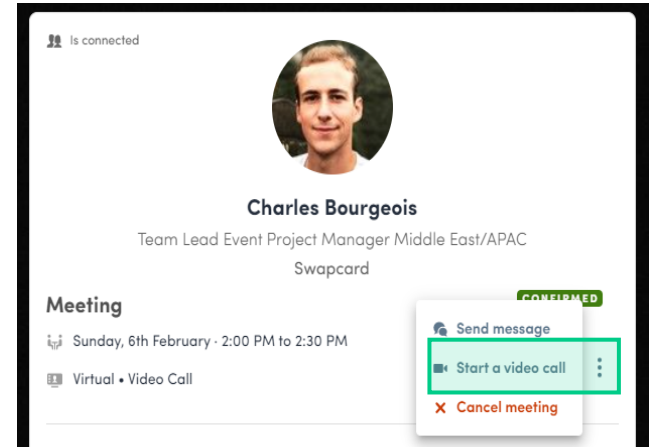 Is connected
Charles Bourgeois
Team Lead Event Project Manager Middle East/APAC
Swapcard
Meeting
CONFIRMED
Sunday, 6th February · 2:00 PM to 2:30 PM
Virtual • Video Call
Send message
Start a video call
Cancel meeting